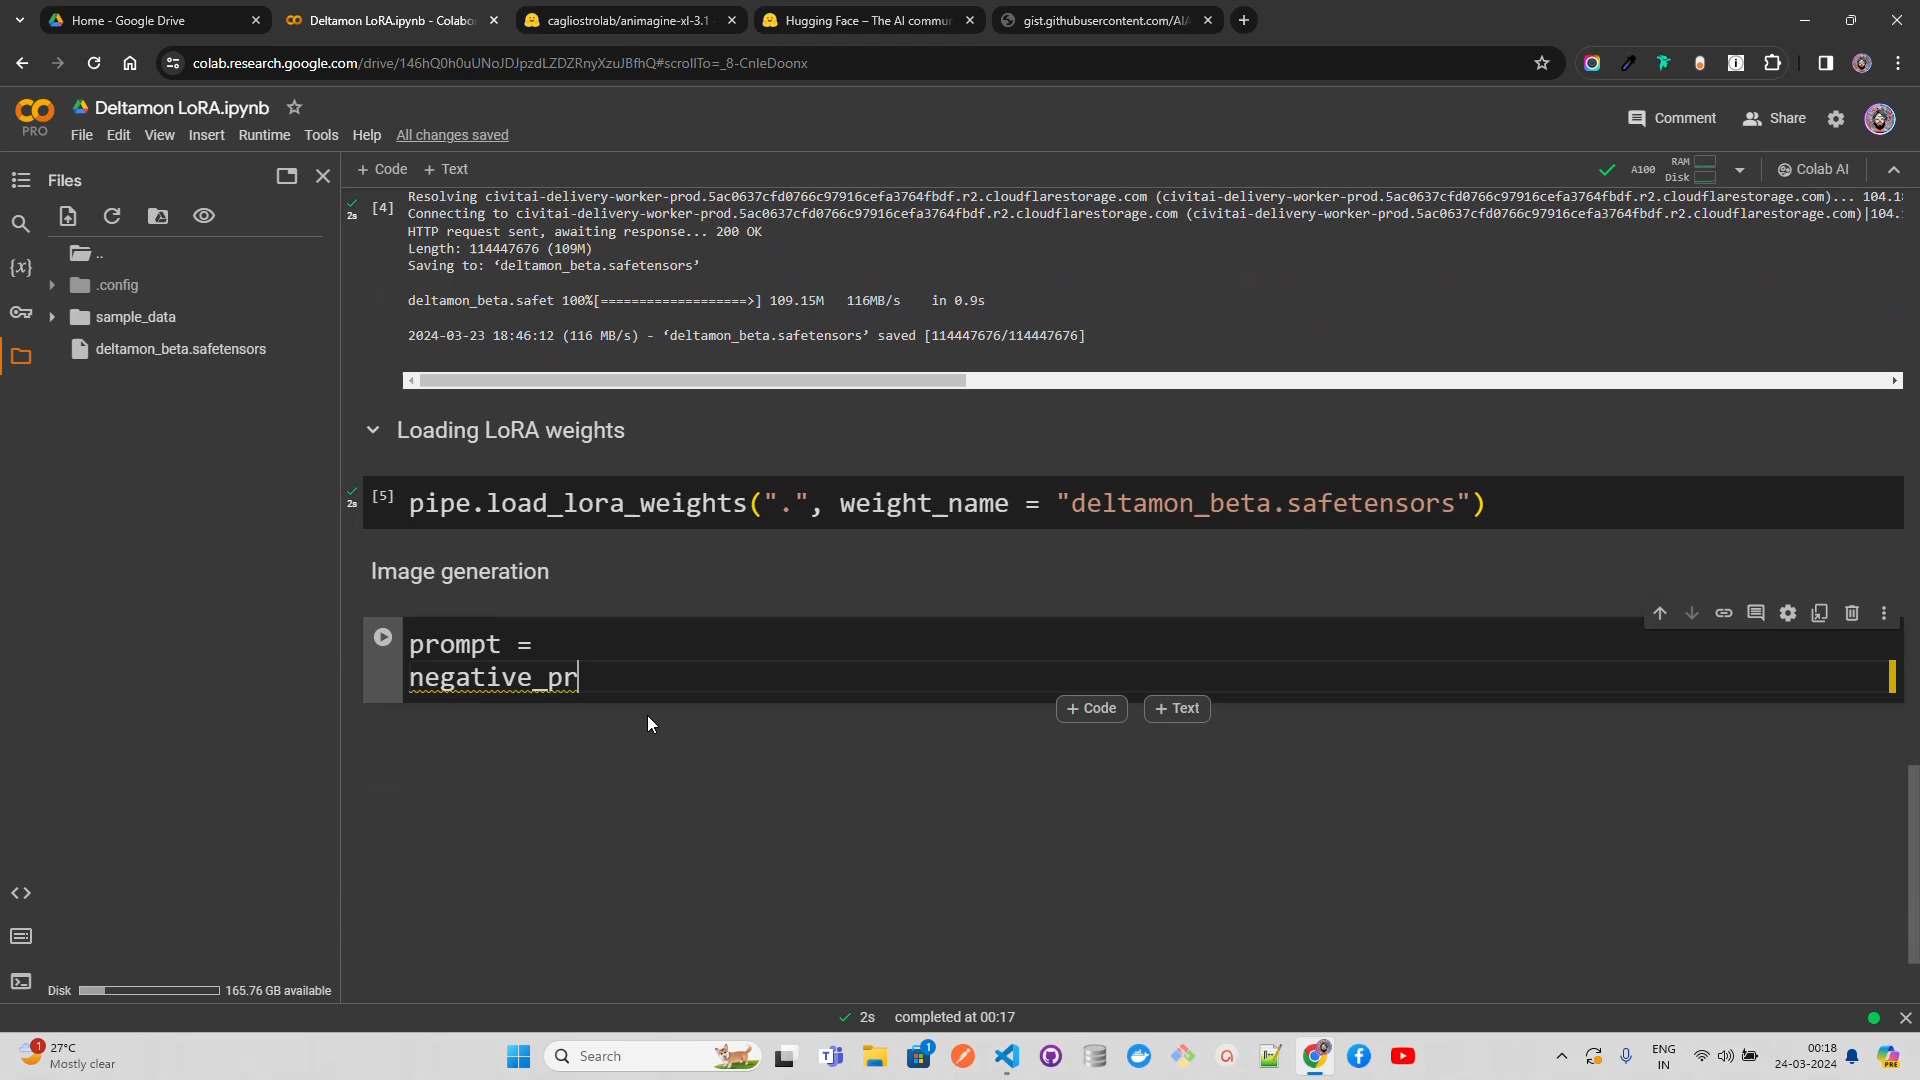 Home - Google Drive
Deltamon LoRA.ipynb - Colabo
cagliostrolab/animagine-xl-3.1
Hugging Face – The AI commun
gist.githubusercontent.com/AIA
colab.research.google.com/drive/146hQ0h0uUNoJDJpzdLZDZRnyXzuJBfhQ#scrollTo=_8-CnleDoonx
PRO
Deltamon LoRA.ipynb
File Edit View Insert Runtime Tools Help All changes saved
Comment
Share
Files
+ Code + Text
A100
RAM
Disk
Colab AI
..
.config
sample_data
deltamon_beta.safetensors
2s
[4]
Resolving civitai-delivery-worker-prod.5ac0637cfd0766c97916cefa3764fbdf.r2.cloudflarestorage.com (civitai-delivery-worker-prod.5ac0637cfd0766c97916cefa3764fbdf.r2.cloudflarestorage.com)... 104.18
Connecting to civitai-delivery-worker-prod.5ac0637cfd0766c97916cefa3764fbdf.r2.cloudflarestorage.com (civitai-delivery-worker-prod.5ac0637cfd0766c97916cefa3764fbdf.r2.cloudflarestorage.com)|104.
HTTP request sent, awaiting response... 200 OK
Length: 114447676 (109M)
Saving to: ‘deltamon_beta.safetensors’
deltamon_beta.safet 100%[===================>] 109.15M 116MB/s in 0.9s
2024-03-23 18:46:12 (116 MB/s) - ‘deltamon_beta.safetensors’ saved [114447676/114447676]
Loading LoRA weights
2s
[5]
pipe.load_lora_weights(".", weight_name = "deltamon_beta.safetensors")
Image generation
prompt =
negative_pr
+ Code
+ Text
Disk
165.76 GB available
2s completed at 00:17
1
27°C
Mostly clear
Search
1
ENG
IN
00:18
24-03-2024
PRE